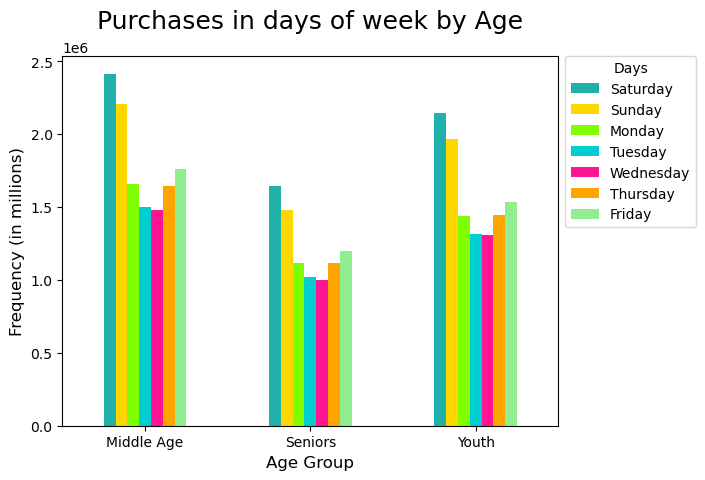 Purchases in days of week by Age
1e6
2.5
2.0
1.5
1.0
0.5
0.0
Frequency (in millions)
Middle Age
Seniors
Youth
Age Group
Days
Saturday
Sunday
Monday
Tuesday
Wednesday
Thursday
Friday